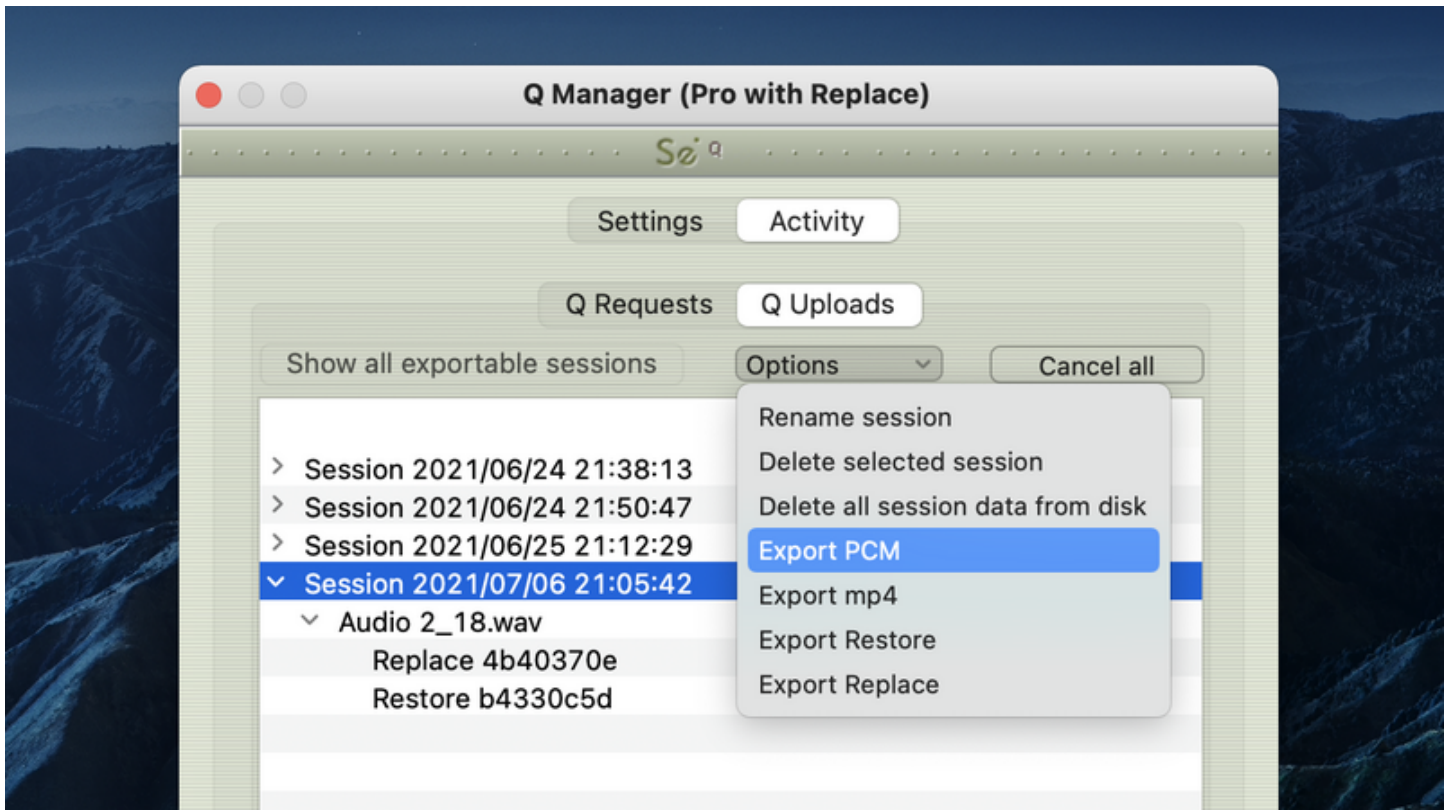 Q Manager (Pro with Replace)
Settings Activity
Q Requests Q Uploads
Show all exportable sessions Options Cancel all
Rename session
Delete selected session
Delete all session data from disk
Export PCM
Export mp4
Export Restore
Export Replace
Session 2021/06/24 21:38:13
Session 2021/06/24 21:50:47
Session 2021/06/25 21:12:29
Session 2021/07/06 21:05:42
Audio 2_18.wav
Replace 4b40370e
Restore b4330c5d